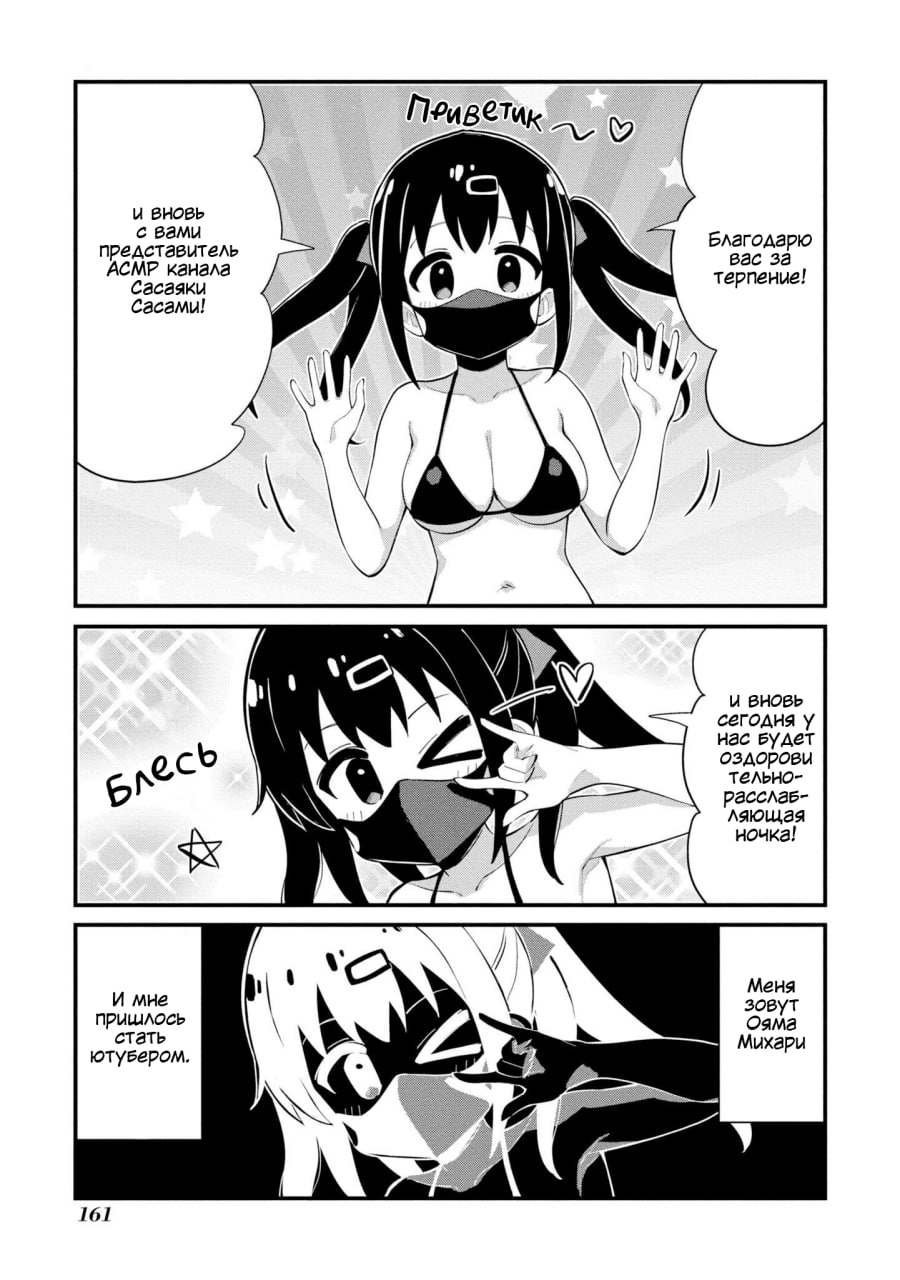 Приветик ~ ♡
Благодарю
вас за
терпение!
и вновь
с вами
представитель
АСМР канала
Сасаяки
Сасами!
и вновь
сегодня у
нас будет
оздорови
тельно-
расслаб-
ляющая
ночка!
Блесь
Меня
зовут
Ояма
Михари
И мне
пришлось
стать
ютубером.
161